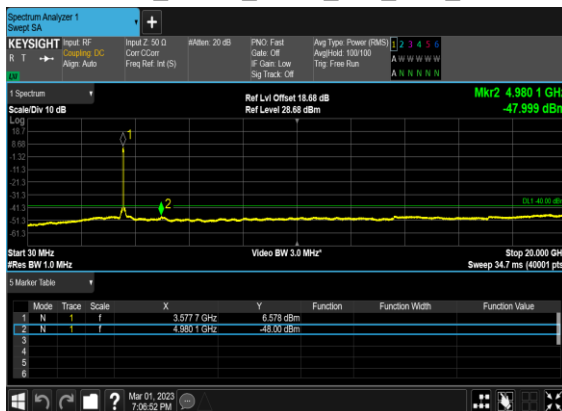 Spectrum Analyzer 1
Swept SA
KEYSIGHT Input: RF Input Z: 50 Ω #Atten: 20 dB PNO: Fast Avg Type: Power (RMS) 1 2 3 4 5 6
R T Coupling: DC Corr CCorr Gate: Off Avg|Hold: 100/100 A W W W W W
Align: Auto Freq Ref: Int (S) IF Gain: Low Trig: Free Run
LU Sig Track: Off A N N N N N
1 Spectrum Ref Lvl Offset 18.68 dB Mkr2 4.980 1 GHz
Scale/Div 10 dB Ref Level 28.68 dBm -47.999 dBm
Log
18.7
8.68
-1.32
-11.3
-21.3
-31.3
-41.3
-51.3
-61.3
1
2
DL1 -40.00 dBm
Start 30 MHz Video BW 3.0 MHz* Stop 20.000 GHz
#Res BW 1.0 MHz Sweep 34.7 ms (40001 pts)
5 Marker Table
Mode Trace Scale X Y Function Function Width Function Value
1 N 1 f 3.577 7 GHz 6.578 dBm
2 N 1 f 4.980 1 GHz -48.00 dBm
3
4
5
6
Mar 01, 2023
7:06:52 PM